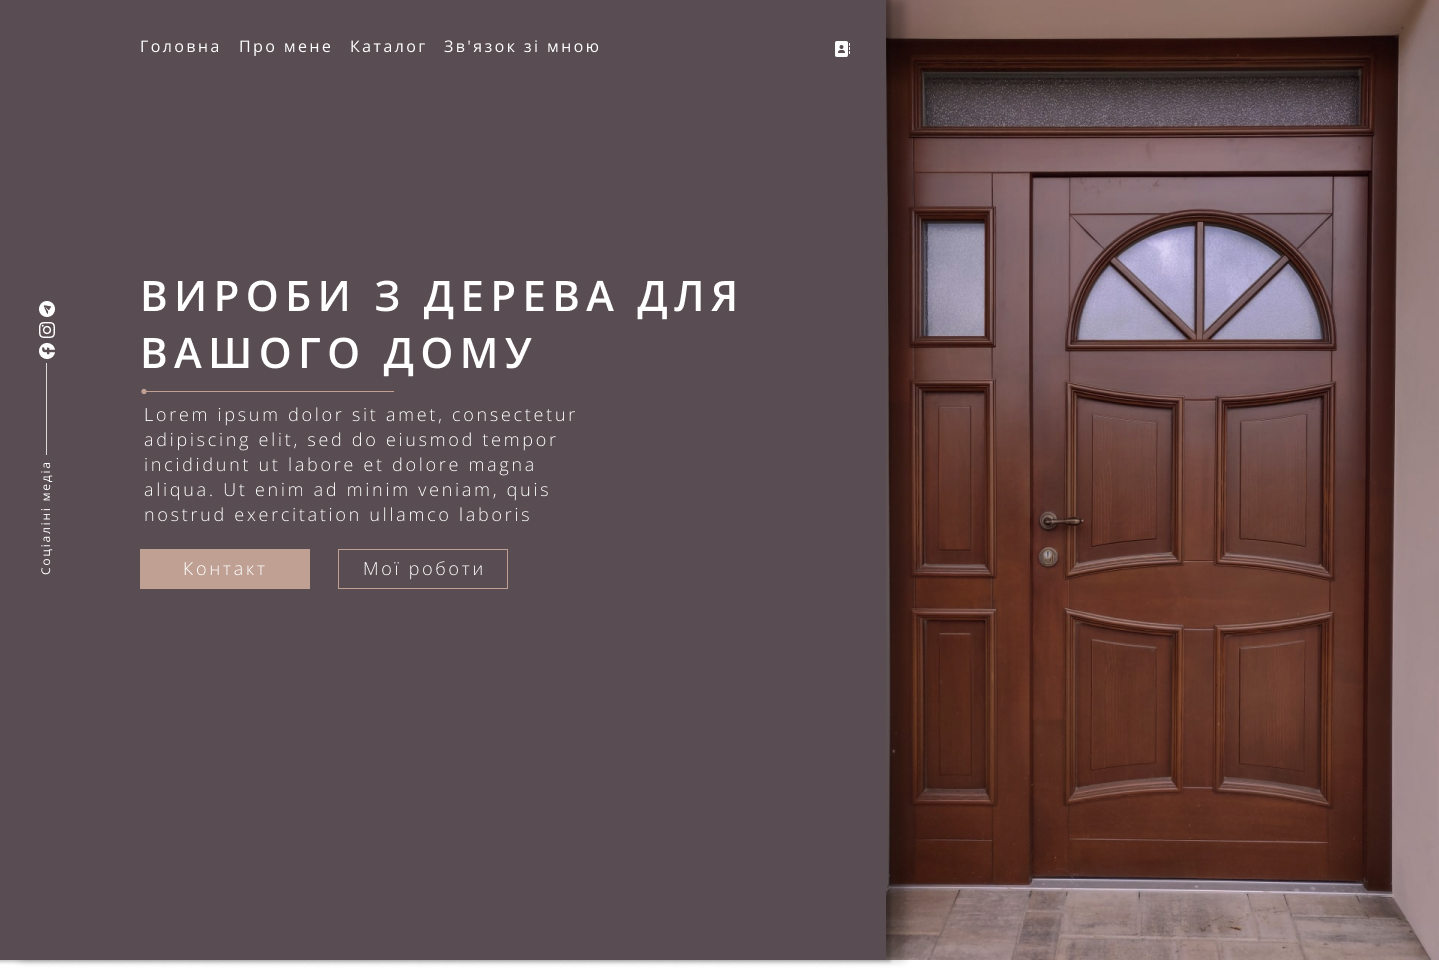 Головна Про мене Каталог Зв'язок зі мною
ВИРОБИ З ДЕРЕВА ДЛЯ
ВАШОГО ДОМУ
Lorem ipsum dolor sit amet, consectetur
adipiscing elit, sed do eiusmod tempor
incididunt ut labore et dolore magna
aliqua. Ut enim ad minim veniam, quis
nostrud exercitation ullamco laboris
Контакт Мої роботи
Соціаліні медіа